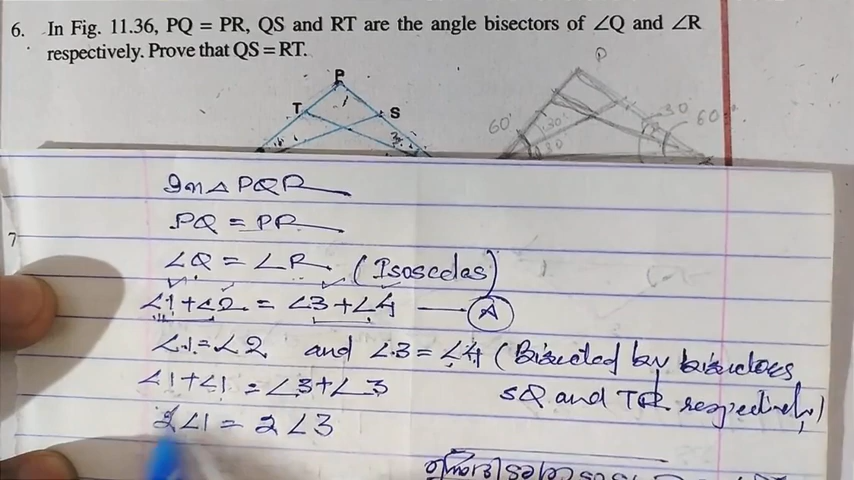 6. In Fig. 11.36, PQ = PR, QS and RT are the angle bisectors of ∠Q and ∠R
respectively. Prove that QS = RT.
P
T
S
P
60°
30
60°
30
7
In △ PQR
PQ = PR
∠Q = ∠R (Isosceles)
∠1+∠2 = ∠3+∠4 — A
∠1=∠2 and ∠3 = ∠4 (Bisected by bisectors
SQ and TR respectively)
∠1+∠1 = ∠3+∠3
2∠1 = 2∠3